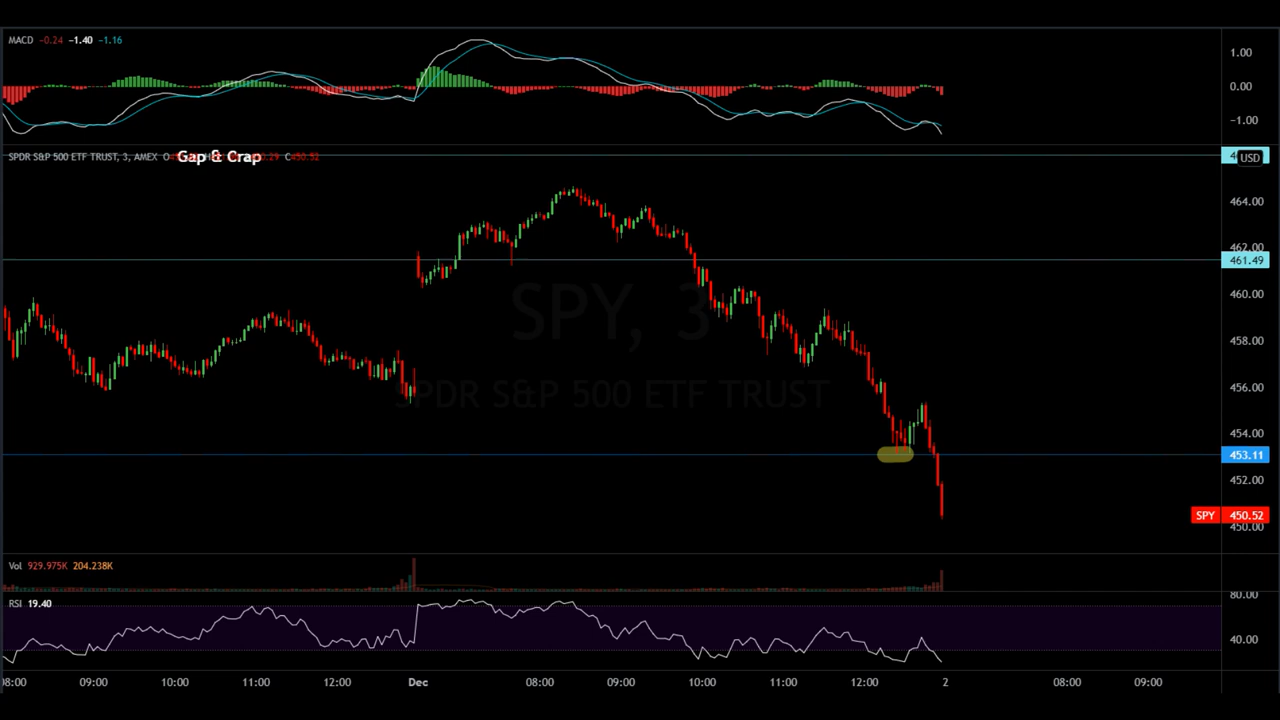 MACD −0.24 −1.40 −1.16
1.00
0.00
−1.00
SPDR S&P 500 ETF TRUST, 3, AMEX
Gap & Crap
C450.52
USD
464.00
462.00
461.49
460.00
SPY, 3
458.00
456.00
SPDR S&P 500 ETF TRUST
454.00
453.11
452.00
SPY 450.52
450.00
Vol 929.975K 204.238K
RSI 19.40
80.00
40.00
08:00 09:00 10:00 11:00 12:00 Dec 08:00 09:00 10:00 11:00 12:00 2 08:00 09:00